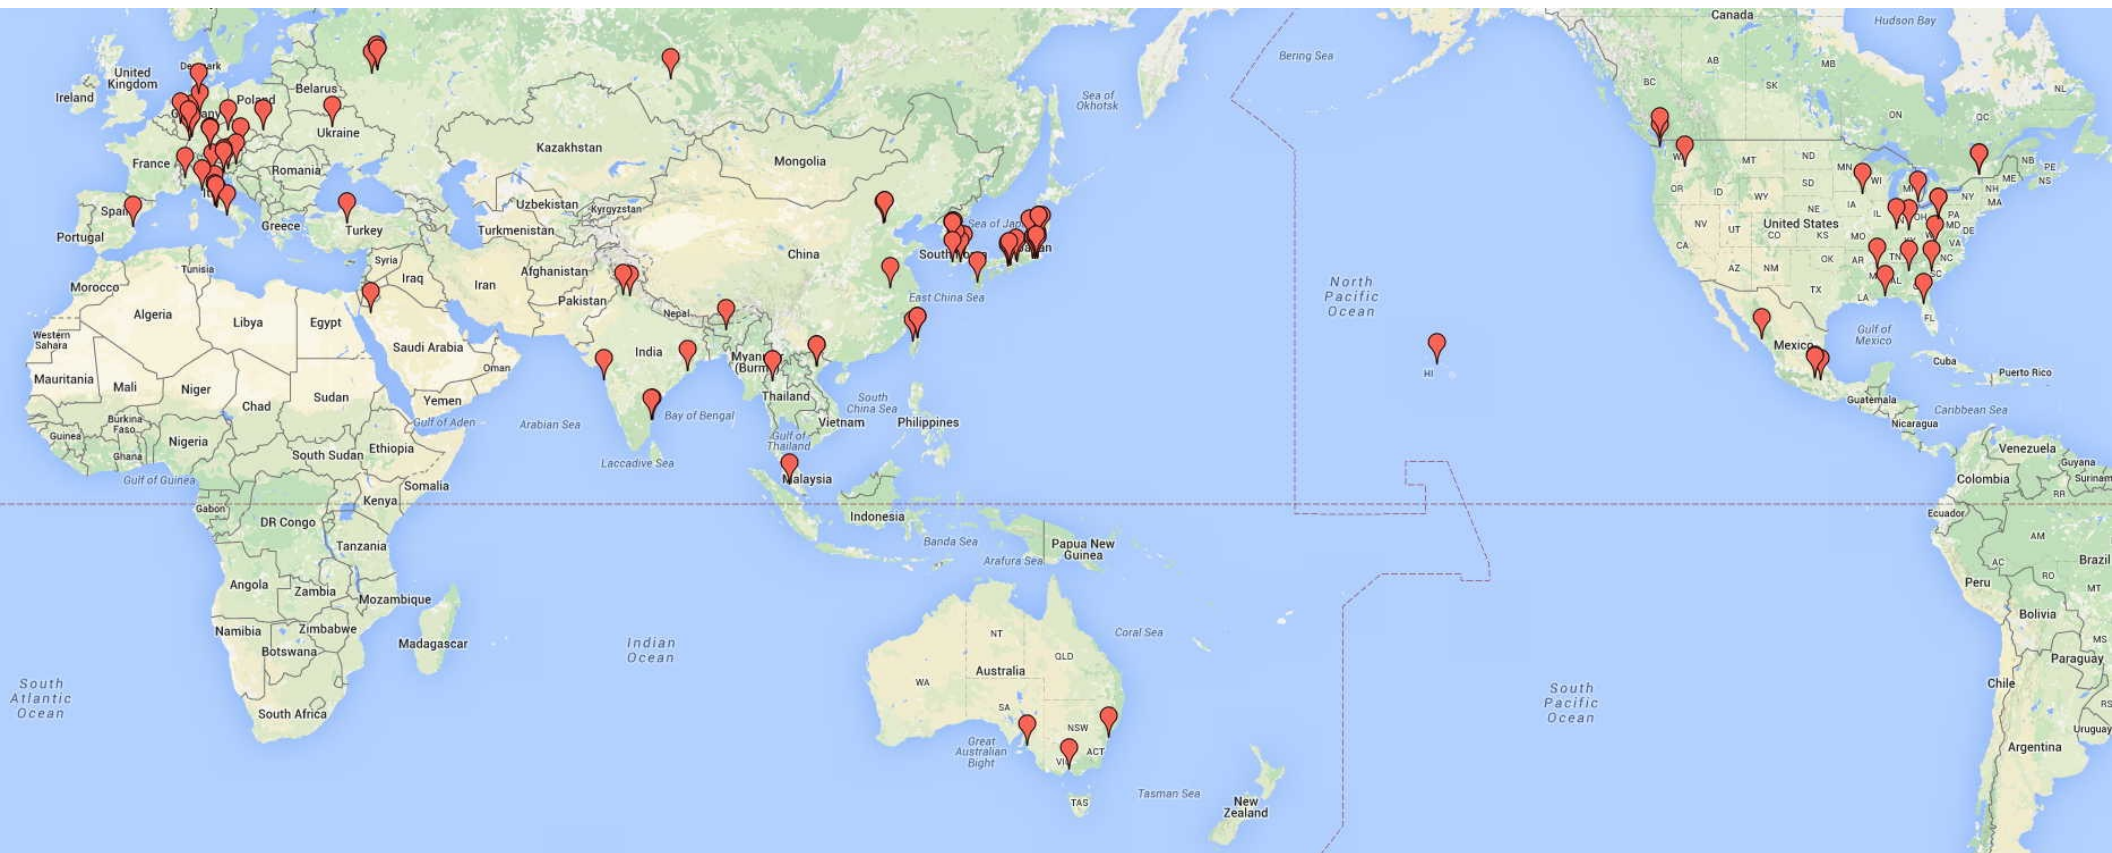 Canada
Hudson Bay
Bering Sea
AB
MB
BC
SK
NL
ON
QC
Sea of
Okhotsk
United
Kingdom
Ireland
Belarus
Ukraine
Kazakhstan
Mongolia
France
Romania
MT
ND
MN
WI
NB
PE
ME
NS
OR
ID
WY
SD
NH
NY
MA
Uzbekistan
Kyrgyzstan
NE
IA
IL
OH
PA
NV
UT
United States
CO
KS
MO
MD
DE
VA
Portugal
Greece
Turkey
Turkmenistan
China
CA
AZ
NM
OK
AR
TN
NC
SC
AL
Tunisia
Syria
Iraq
Iran
Afghanistan
Pakistan
Morocco
East China Sea
TX
LA
FL
North
Pacific
Ocean
Algeria
Libya
Egypt
Nepal
Western
Sahara
Saudi Arabia
India
Gulf of
Mexico
Mexico
Cuba
Puerto Rico
HI
Oman
Mauritania
Mali
Niger
Chad
Sudan
Yemen
Thailand
South
China Sea
Vietnam
Philippines
Guatemala
Caribbean Sea
Nicaragua
Burkina
Faso
Guinea
Ghana
Nigeria
Gulf of Aden
Arabian Sea
Bay of Bengal
Gulf of
Thailand
Ethiopia
South Sudan
Laccadive Sea
Malaysia
Venezuela
Guyana
Colombia
Surinam
RR
Gulf of Guinea
Somalia
Kenya
Gabon
DR Congo
Indonesia
Ecuador
AM
Tanzania
Banda Sea
Arafura Sea
Papua New
Guinea
AC
RO
Brazil
Peru
MT
Angola
Zambia
Mozambique
Bolivia
Namibia
Zimbabwe
Botswana
Madagascar
Indian
Ocean
NT
Coral Sea
QLD
Australia
WA
MS
Paraguay
Chile
South
Atlantic
Ocean
South Africa
SA
NSW
ACT
South
Pacific
Ocean
RS
Uruguay
Argentina
Great
Australian
Bight
TAS
Tasman Sea
New
Zealand